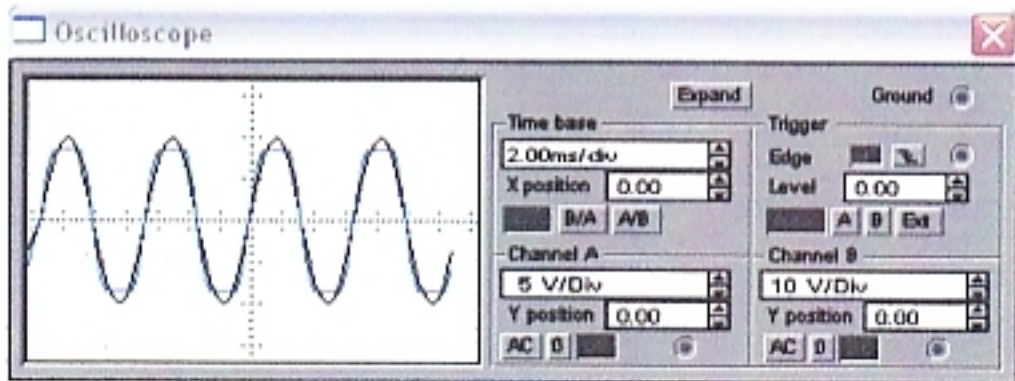 Oscilloscope
Expand
Ground
Time base
2.00ms/div
X position 0.00
B/A A/B
Trigger
Edge
Level 0.00
A B Ext
Channel A
5 V/Div
Y position 0.00
AC 0
Channel B
10 V/Div
Y position 0.00
AC 0